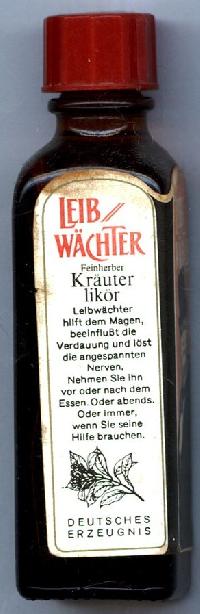 LEIB
WÄCHTER
Feinherber
Kräuter
likör
Leibwächter
hilft dem Magen,
beeinflußt die
Verdauung und löst
die angespannten
Nerven.
Nehmen Sie ihn
vor oder nach dem
Essen. Oder abends.
Oder immer,
wenn Sie seine
Hilfe brauchen.
DEUTSCHES
ERZEUGNIS